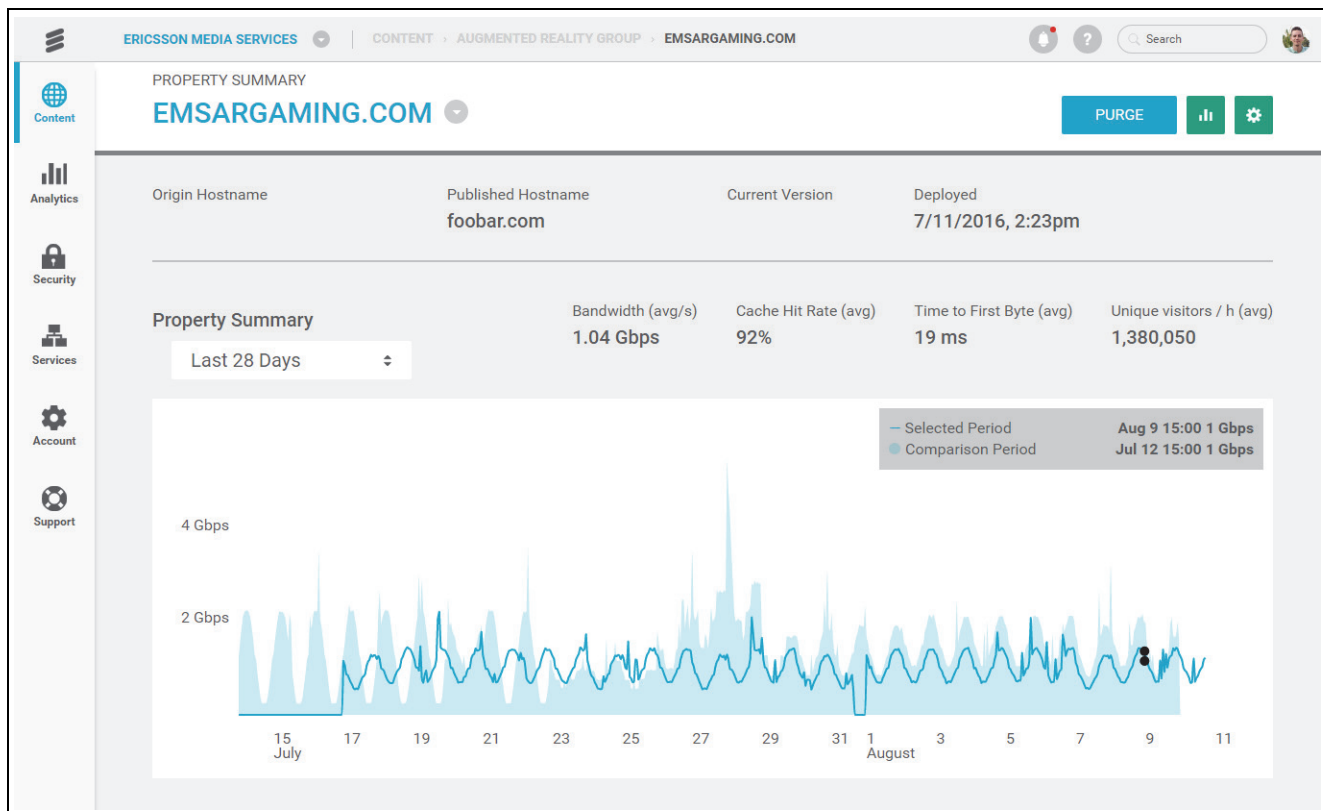 ERICSSON MEDIA SERVICES
CONTENT › AUGMENTED REALITY GROUP › EMSARGAMING.COM
?
Search
Content
Analytics
Security
Services
Account
Support
PROPERTY SUMMARY
EMSARGAMING.COM
PURGE
Origin Hostname
Published Hostname
foobar.com
Current Version
Deployed
7/11/2016, 2:23pm
Property Summary
Last 28 Days
Bandwidth (avg/s)
1.04 Gbps
Cache Hit Rate (avg)
92%
Time to First Byte (avg)
19 ms
Unique visitors / h (avg)
1,380,050
Selected Period Aug 9 15:00 1 Gbps
Comparison Period Jul 12 15:00 1 Gbps
4 Gbps
2 Gbps
15 17 19 21 23 25 27 29 31 1 3 5 7 9 11
July August